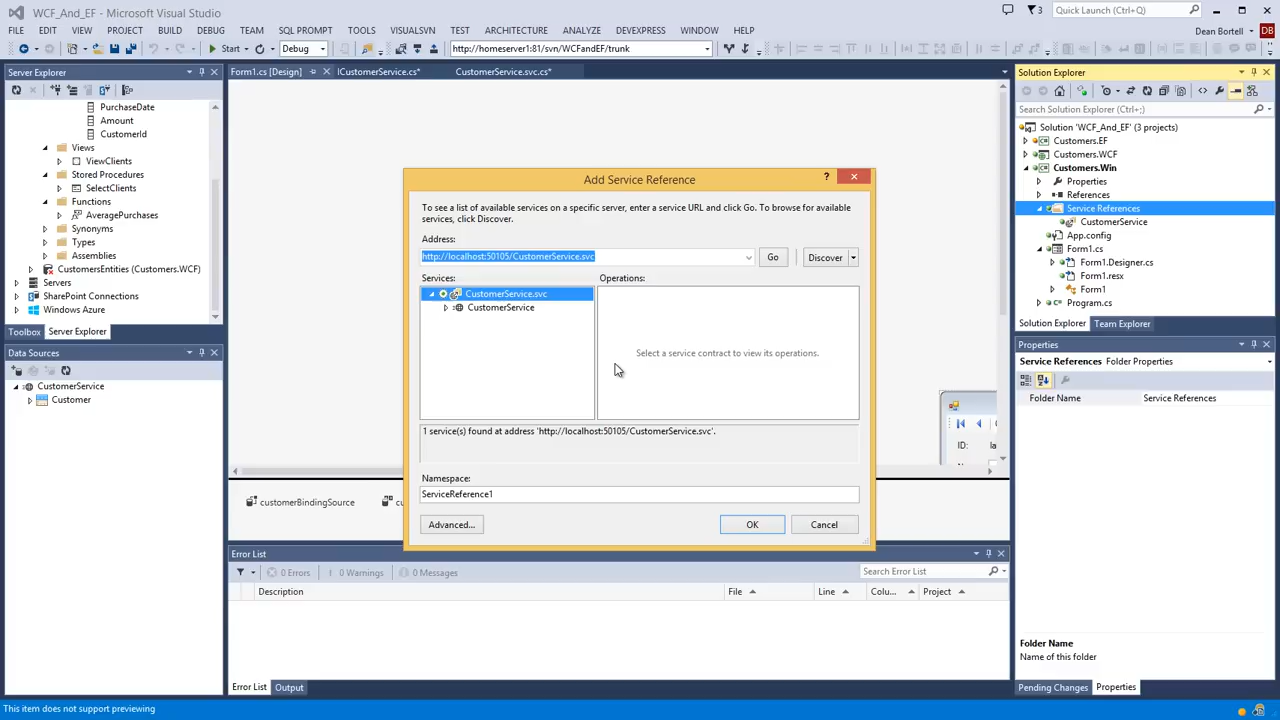 WCF_And_EF - Microsoft Visual Studio
3
Quick Launch (Ctrl+;)
FILE EDIT VIEW PROJECT BUILD DEBUG TEAM TOOLS SQL PROMPT VISUALSVN TEST ARCHITECTURE ANALYZE DEVEXPRESS WINDOW HELP
Dean Bortell
DB
Start
Debug
http://homeserver1:81/svn/WCFandEF/trunk
Server Explorer
PurchaseDate
Amount
CustomerId
Views
ViewClients
Stored Procedures
SelectClients
Functions
AveragePurchases
Synonyms
Types
Assemblies
CustomersEntities (Customers.WCF)
Servers
SharePoint Connections
Windows Azure
Toolbox
Server Explorer
Data Sources
CustomerService
Customer
Form1.cs [Design]
ICustomerService.cs*
CustomerService.svc.cs*
ID:
customerBindingSource
Add Service Reference
?
To see a list of available services on a specific server, enter a service URL and click Go. To browse for available
services, click Discover.
Address:
http://localhost:50105/CustomerService.svc
Go
Discover
Services:
Operations:
CustomerService.svc
CustomerService
Select a service contract to view its operations.
1 service(s) found at address 'http://localhost:50105/CustomerService.svc'.
Namespace:
ServiceReference1
Advanced...
OK
Cancel
Error List
0 Errors
0 Warnings
0 Messages
Search Error List
Description
File
Line
Colu...
Project
Error List
Output
Solution Explorer
Search Solution Explorer (Ctrl+;)
Solution 'WCF_And_EF' (3 projects)
Customers.EF
Customers.WCF
Customers.Win
Properties
References
Service References
CustomerService
App.config
Form1.cs
Form1.Designer.cs
Form1.resx
Form1
Program.cs
Solution Explorer
Team Explorer
Properties
Service References Folder Properties
Folder Name
Service References
Folder Name
Name of this folder
Pending Changes
Properties
This item does not support previewing